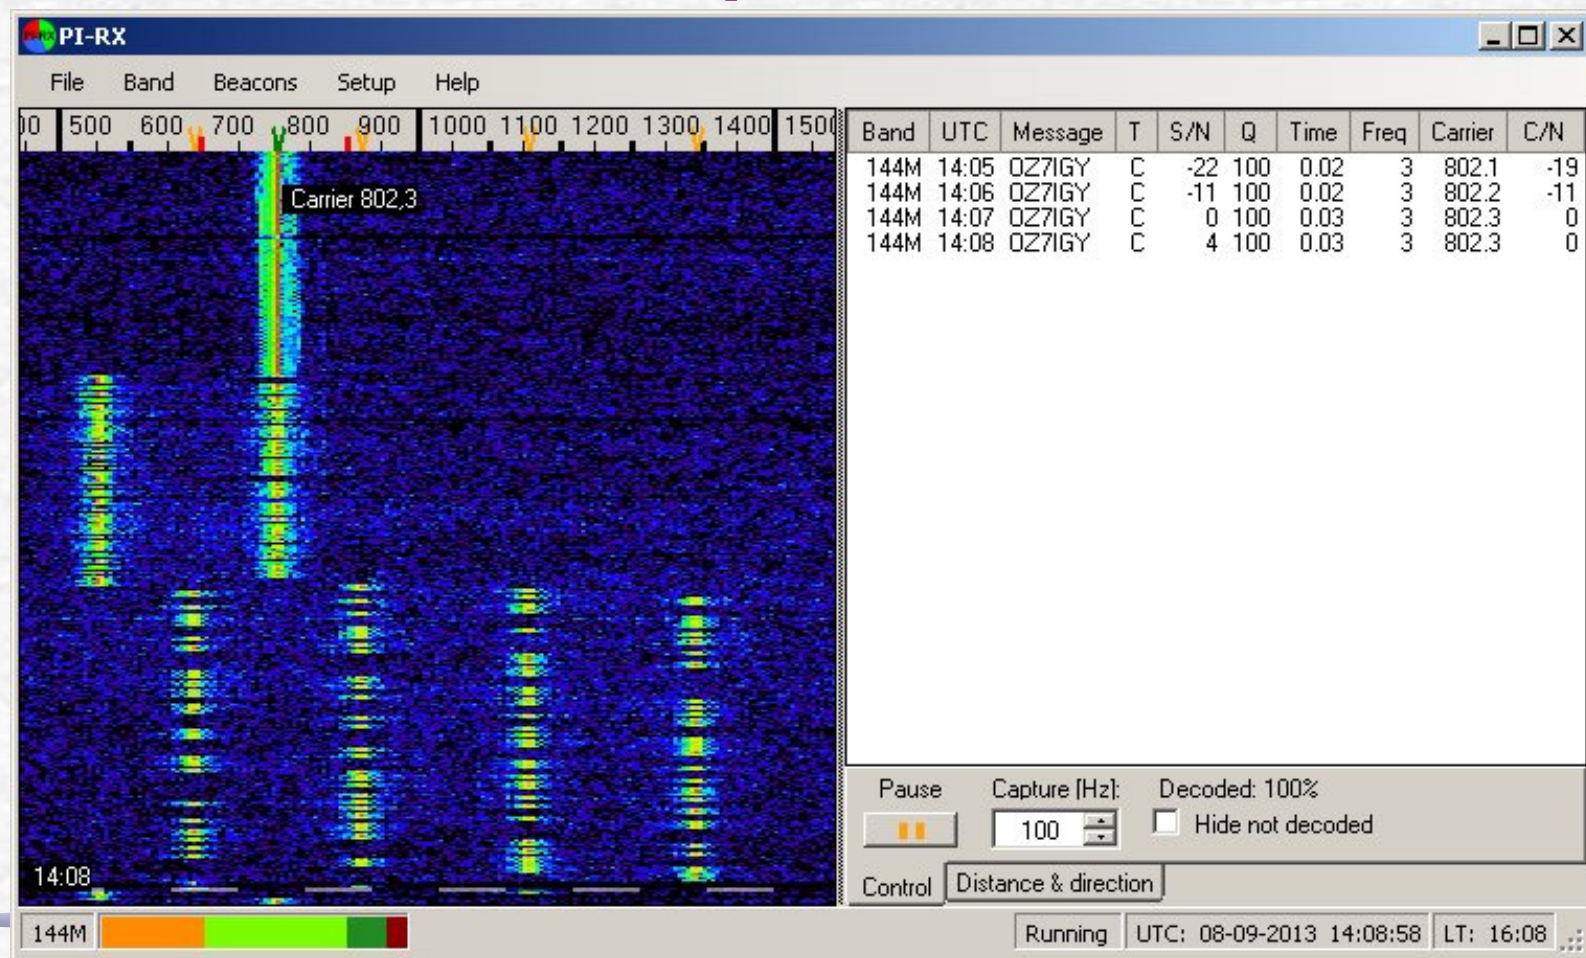 PI-RX
File Band Beacons Setup Help
00 500 600 700 800 900 1000 1100 1200 1300 1400 150
Carrier 802,3
14:08
Band UTC Message T S/N Q Time Freq Carrier C/N
144M 14:05 OZ7IGY C -22 100 0.02 3 802.1 -19
144M 14:06 OZ7IGY C -11 100 0.02 3 802.2 -11
144M 14:07 OZ7IGY C 0 100 0.03 3 802.3 0
144M 14:08 OZ7IGY C 4 100 0.03 3 802.3 0
Pause Capture [Hz]: Decoded: 100%
100 Hide not decoded
Control Distance & direction
144M Running UTC: 08-09-2013 14:08:58 LT: 16:08